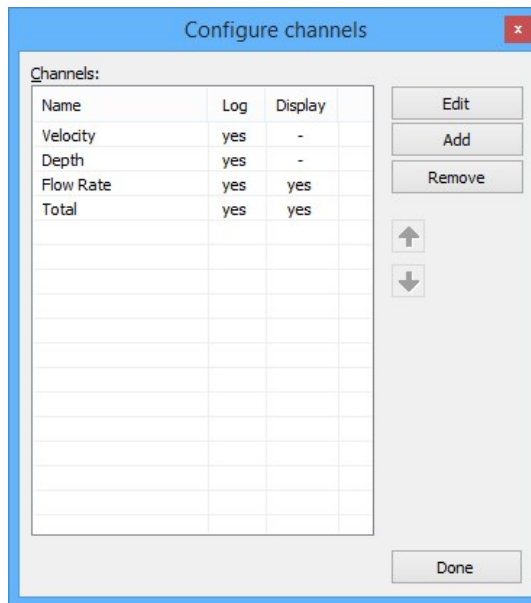 Configure channels
x
Channels:
Name Log Display
Velocity yes -
Depth yes -
Flow Rate yes yes
Total yes yes
Edit
Add
Remove
Done